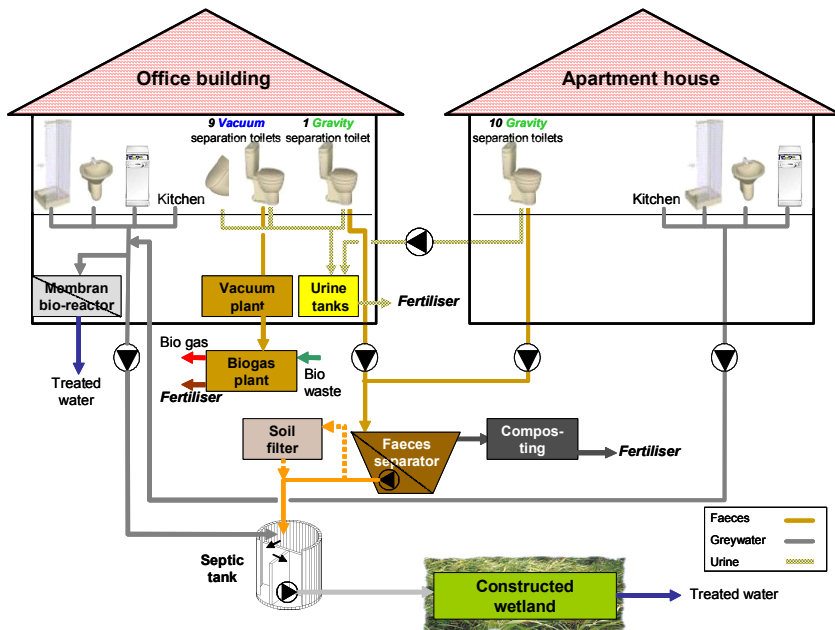 Office building
Apartment house
9 Vacuum
separation toilets
1 Gravity
separation toilet
10 Gravity
separation toilets
Kitchen
Kitchen
Membran
bio-reactor
Vacuum
plant
Urine
tanks
Fertiliser
Treated
water
Bio gas
Fertiliser
Biogas
plant
Bio
waste
Soil
filter
Faeces
separator
Compos-
ting
Fertiliser
Septic
tank
Constructed
wetland
Treated water
Faeces
Greywater
Urine